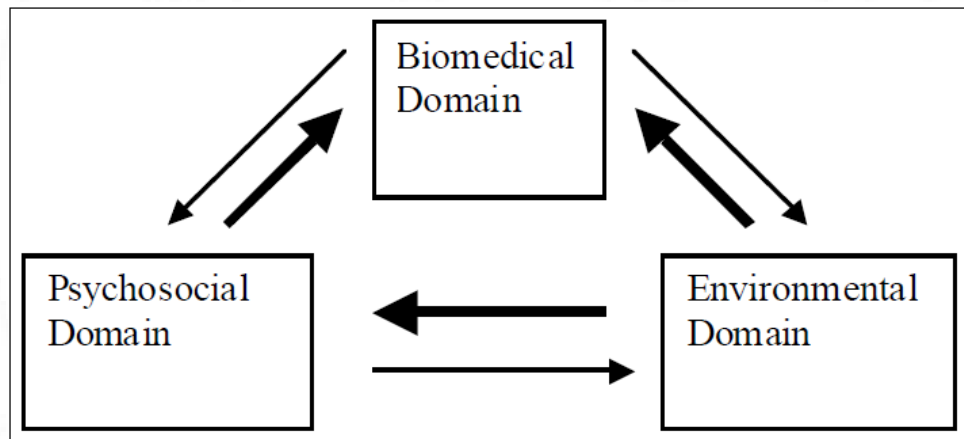 Biomedical
Domain
Psychosocial
Domain
Environmental
Domain